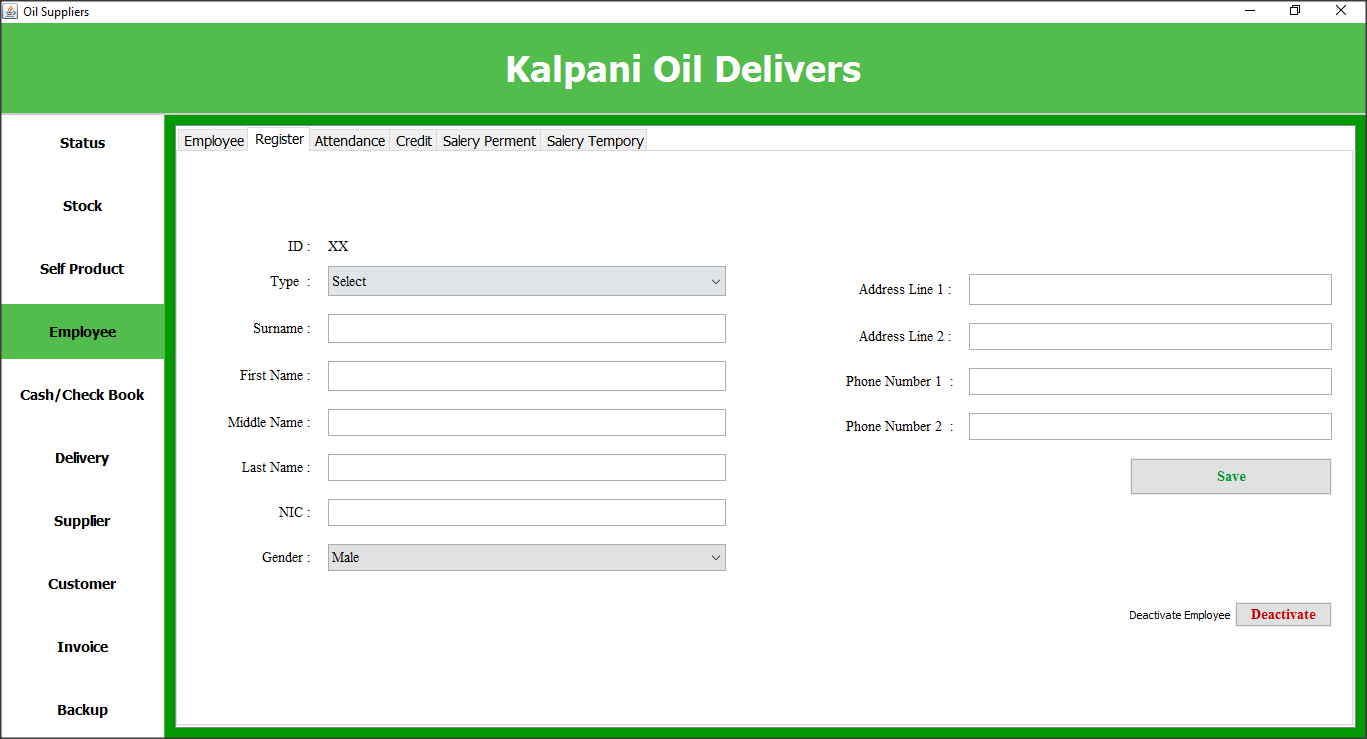 Oil Suppliers
Kalpani Oil Delivers
Status
Stock
Self Product
Employee
Cash/Check Book
Delivery
Supplier
Customer
Invoice
Backup
Employee Register Attendance Credit Salery Perment Salery Tempory
ID : XX
Type : Select
Surname :
First Name :
Middle Name :
Last Name :
NIC :
Gender : Male
Address Line 1 :
Address Line 2 :
Phone Number 1 :
Phone Number 2 :
Save
Deactivate Employee Deactivate